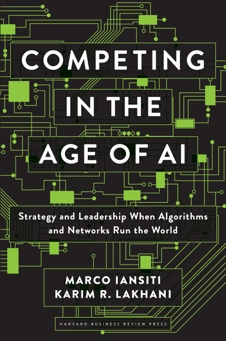 COMPETING
IN THE
AGE OF AI
Strategy and Leadership When Algorithms
and Networks Run the World
MARCO IANSITI
KARIM R. LAKHANI
HARVARD BUSINESS REVIEW PRESS